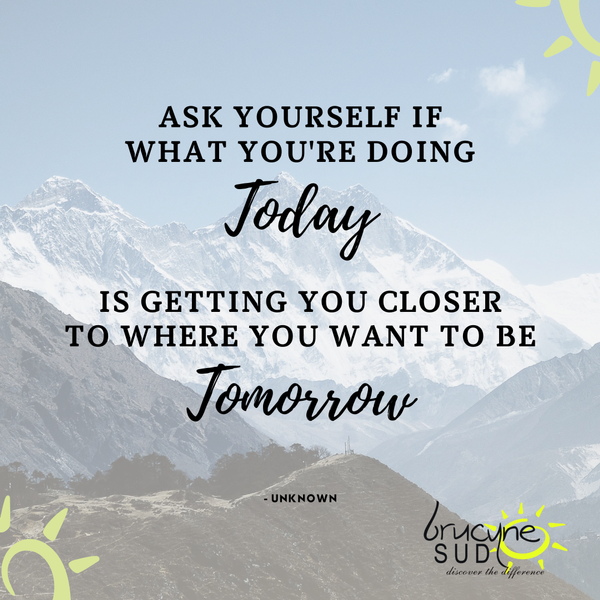 ASK YOURSELF IF
WHAT YOU'RE DOING
Today
IS GETTING YOU CLOSER
TO WHERE YOU WANT TO BE
Tomorrow
- UNKNOWN
brucyne
SUD
discover the difference